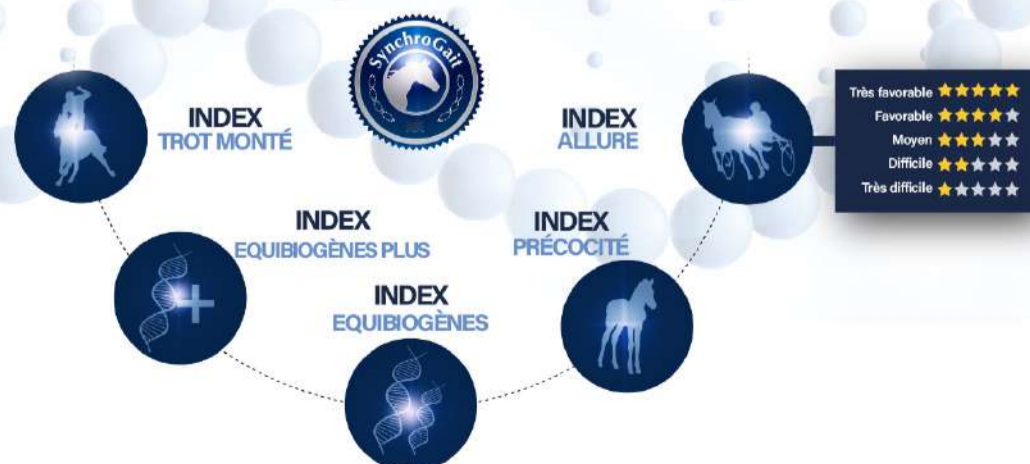 SynchroGait
INDEX
TROT MONTÉ
INDEX
ALLURE
Très favorable
Favorable
Moyen
Difficile
Très difficile
INDEX
EQUIBIOGÈNES PLUS
INDEX
PRÉCOCITÉ
INDEX
EQUIBIOGÈNES